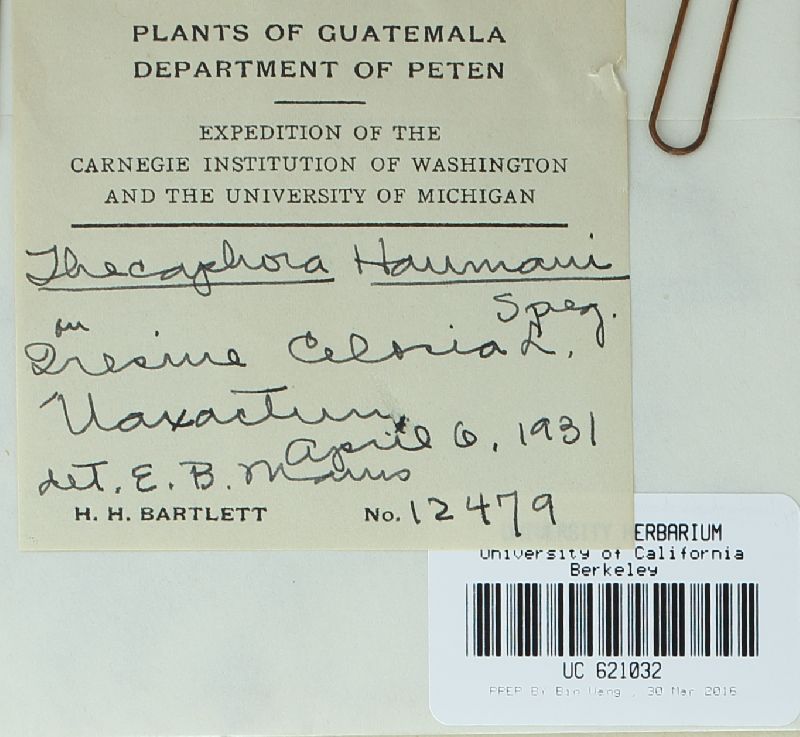 PLANTS OF GUATEMALA
DEPARTMENT OF PETEN
EXPEDITION OF THE
CARNEGIE INSTITUTION OF WASHINGTON
AND THE UNIVERSITY OF MICHIGAN
Thecaphora Haumani
Speg.
on
Iresine Celosia L.
Uaxactun,
April 6, 1931
det. E. B. Mains
H. H. BARTLETT No. 12479
UNIVERSITY HERBARIUM
University of California
Berkeley
UC 621032
PREP By Bin Wang , 30 Mar 2016